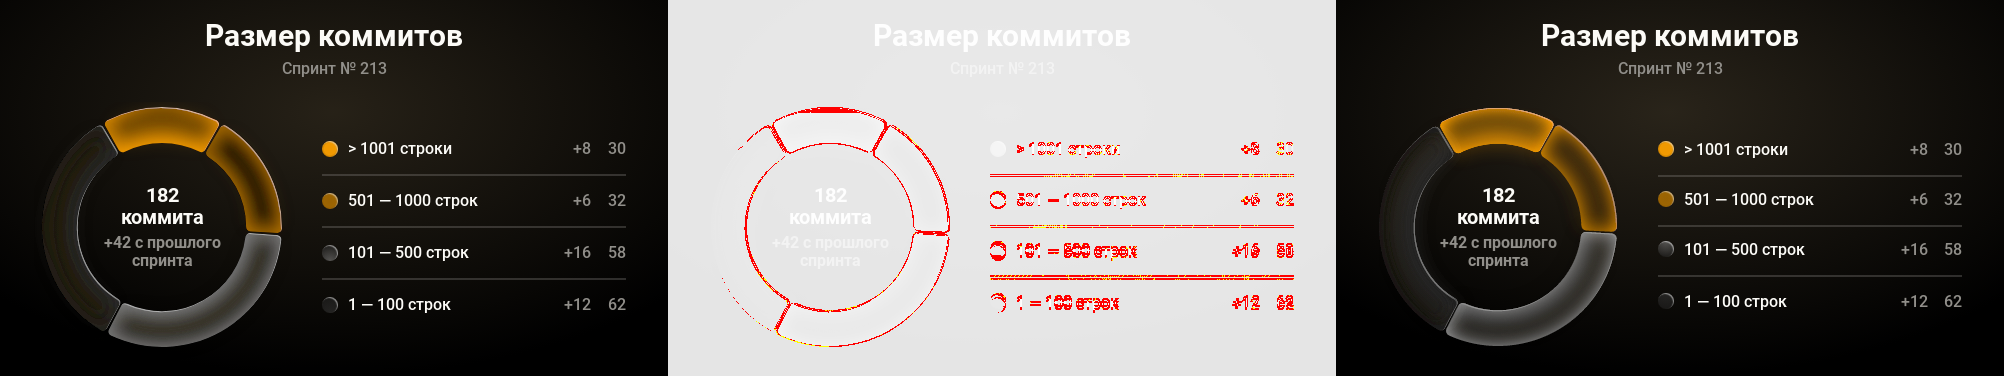 Размер коммитов
Спринт № 213
> 1001 строки +8 30
501 — 1000 строк +6 32
101 — 500 строк +16 58
1 — 100 строк +12 62
182
коммита
+42 с прошлого
спринта
Размер коммитов
Спринт № 213
> 1001 строки +8 30
501 — 1000 строк +6 32
101 — 500 строк +16 58
1 — 100 строк +12 62
182
коммита
+42 с прошлого
спринта
Размер коммитов
Спринт № 213
> 1001 строки +8 30
501 — 1000 строк +6 32
101 — 500 строк +16 58
1 — 100 строк +12 62
182
коммита
+42 с прошлого
спринта